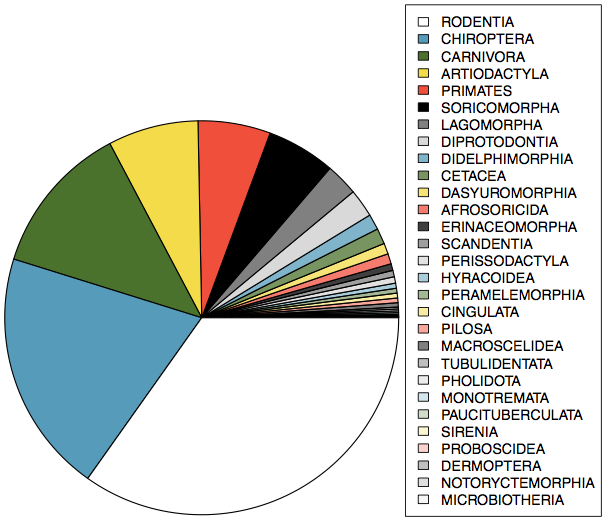 RODENTIA
CHIROPTERA
CARNIVORA
ARTIODACTYLA
PRIMATES
SORICOMORPHA
LAGOMORPHA
DIPROTODONTIA
DIDELPHIMORPHIA
CETACEA
DASYUROMORPHIA
AFROSORICIDA
ERINACEOMORPHA
SCANDENTIA
PERISSODACTYLA
HYRACOIDEA
PERAMELEMORPHIA
CINGULATA
PILOSA
MACROSCELIDEA
TUBULIDENTATA
PHOLIDOTA
MONOTREMATA
PAUCITUBERCULATA
SIRENIA
PROBOSCIDEA
DERMOPTERA
NOTORYCTEMORPHIA
MICROBIOTHERIA